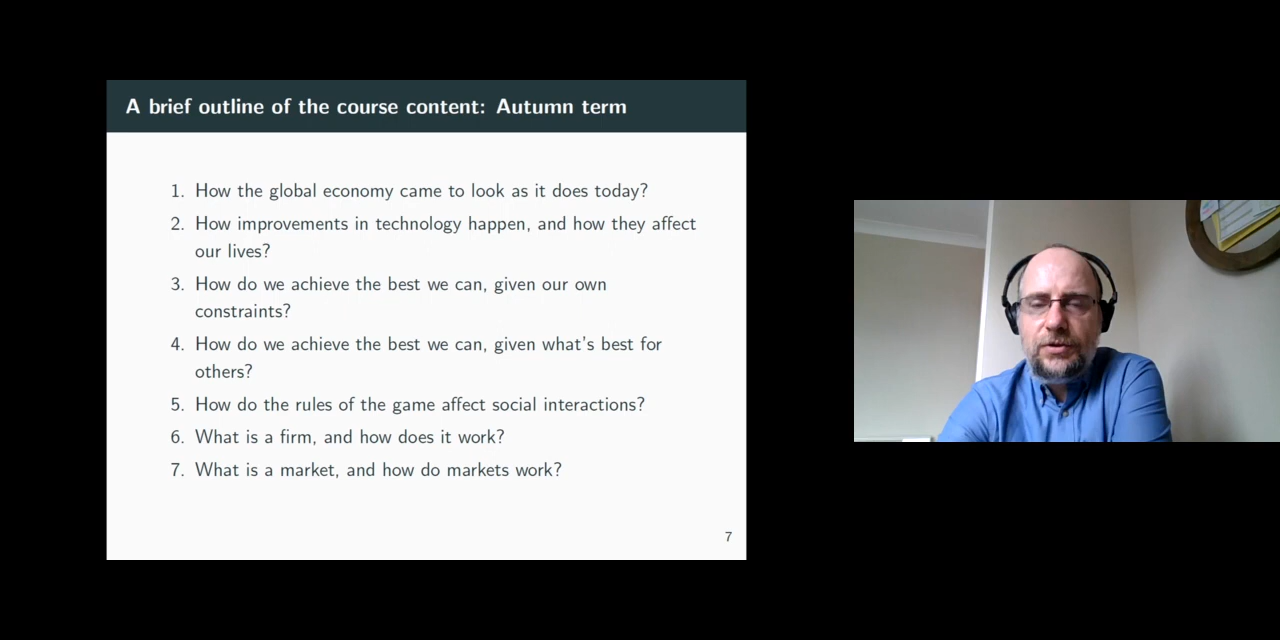 A brief outline of the course content: Autumn term
1. How the global economy came to look as it does today?
2. How improvements in technology happen, and how they affect
our lives?
3. How do we achieve the best we can, given our own
constraints?
4. How do we achieve the best we can, given what's best for
others?
5. How do the rules of the game affect social interactions?
6. What is a firm, and how does it work?
7. What is a market, and how do markets work?
7